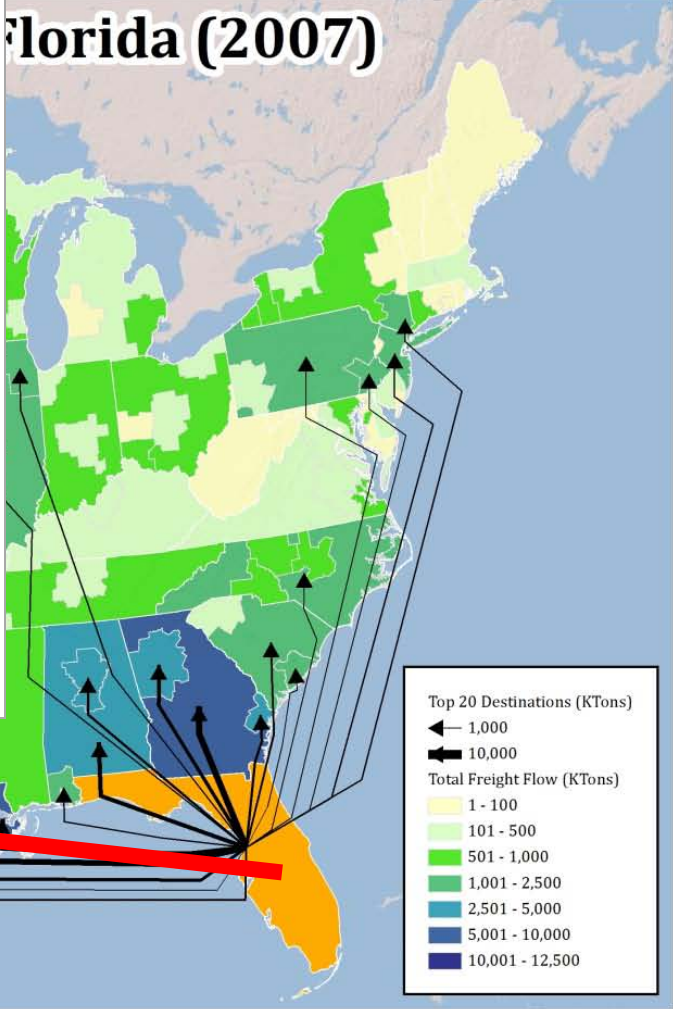 Florida (2007)
Top 20 Destinations (KTons)
1,000
10,000
Total Freight Flow (KTons)
1 - 100
101 - 500
501 - 1,000
1,001 - 2,500
2,501 - 5,000
5,001 - 10,000
10,001 - 12,500